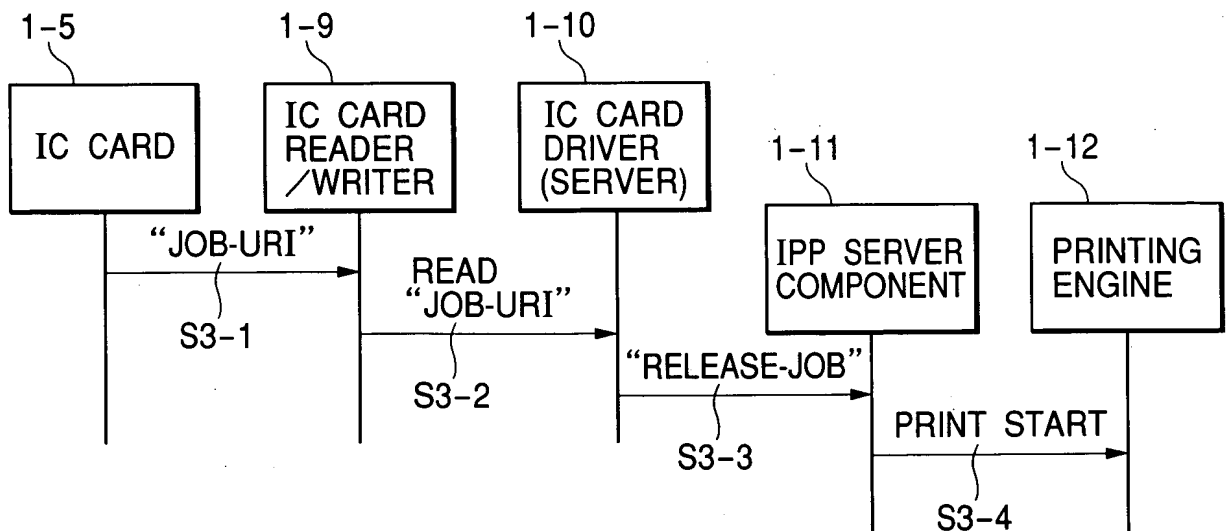 1-5
1-9
1-10
IC CARD
IC CARD
READER
/WRITER
IC CARD
DRIVER
(SERVER)
1-11
1-12
IPP SERVER
COMPONENT
PRINTING
ENGINE
“JOB-URI”
S3-1
READ
“JOB-URI”
S3-2
“RELEASE-JOB”
S3-3
PRINT START
S3-4